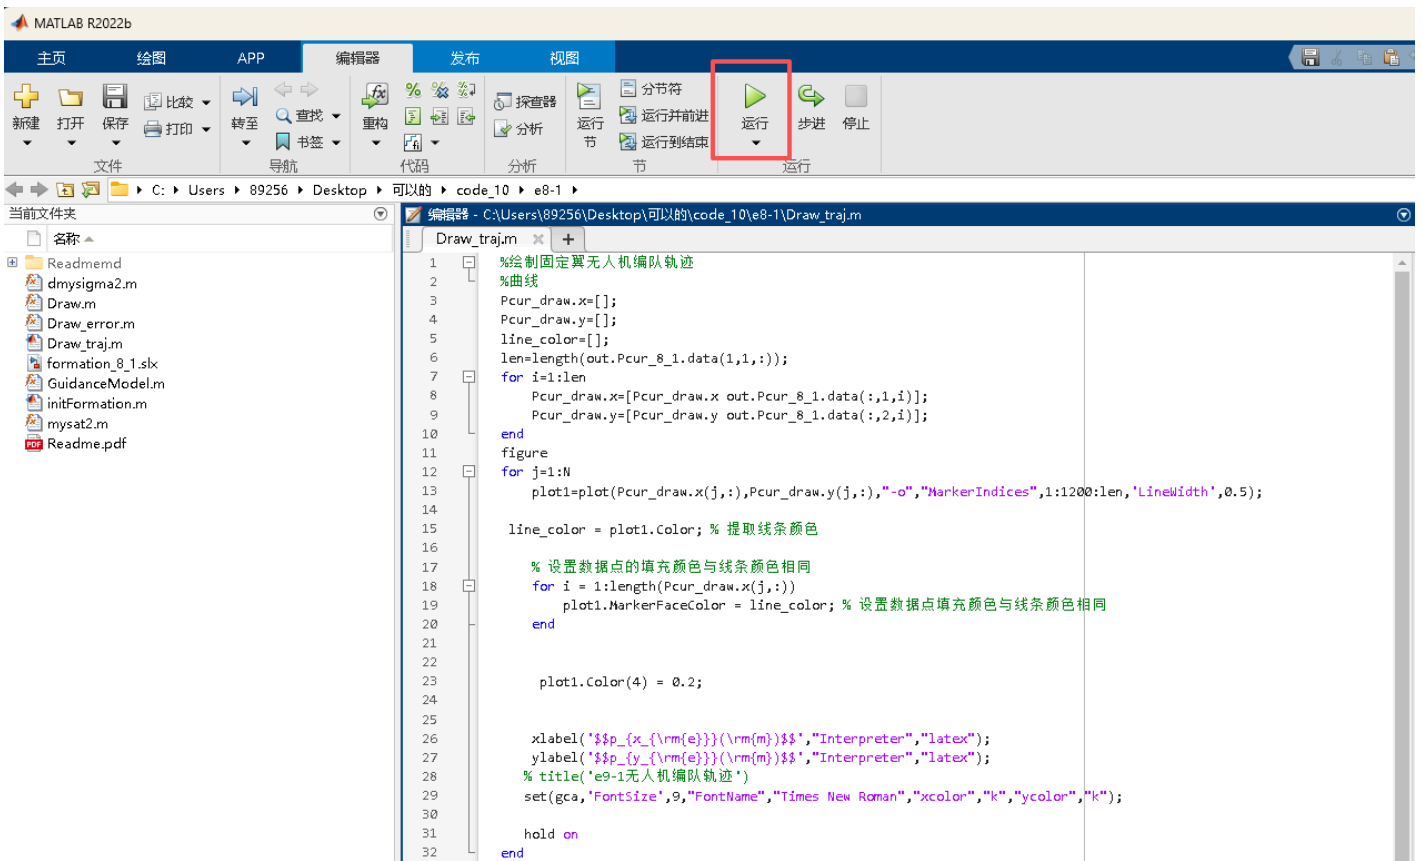 MATLAB R2022b
主页 绘图 APP 编辑器 发布 视图
新建 打开 保存 比较 打印 转至 查找 书签 重构 探查器 分析 运行节 分节符 运行并前进 运行到结束 运行 步进 停止
文件 导航 代码 分析 节 运行
C: Users 89256 Desktop 可以的 code_10 e8-1
当前文件夹
名称
Readmemd
dmysigma2.m
Draw.m
Draw_error.m
Draw_traj.m
formation_8_1.slx
GuidanceModel.m
initFormation.m
mysat2.m
Readme.pdf
编辑器 - C:\Users\89256\Desktop\可以的\code_10\e8-1\Draw_traj.m
Draw_traj.m
1 %绘制固定翼无人机编队轨迹
2 %曲线
3 Pcur_draw.x=[];
4 Pcur_draw.y=[];
5 line_color=[];
6 len=length(out.Pcur_8_1.data(1,1,:));
7 for i=1:len
8 Pcur_draw.x=[Pcur_draw.x out.Pcur_8_1.data(:,1,i)];
9 Pcur_draw.y=[Pcur_draw.y out.Pcur_8_1.data(:,2,i)];
10 end
11 figure
12 for j=1:N
13 plot1=plot(Pcur_draw.x(j,:),Pcur_draw.y(j,:),"-o","MarkerIndices",1:1200:len,'LineWidth',0.5);
14
15 line_color = plot1.Color; % 提取线条颜色
16
17 % 设置数据点的填充颜色与线条颜色相同
18 for i = 1:length(Pcur_draw.x(j,:))
19 plot1.MarkerFaceColor = line_color; % 设置数据点填充颜色与线条颜色相同
20 end
21
22
23 plot1.Color(4) = 0.2;
24
25
26 xlabel('$$p_{x_{\rm{e}}}(\rm{m})$$',"Interpreter","latex");
27 ylabel('$$p_{y_{\rm{e}}}(\rm{m})$$',"Interpreter","latex");
28 % title('e9-1无人机编队轨迹')
29 set(gca,'FontSize',9,"FontName","Times New Roman","xcolor","k","ycolor","k");
30
31 hold on
32 end